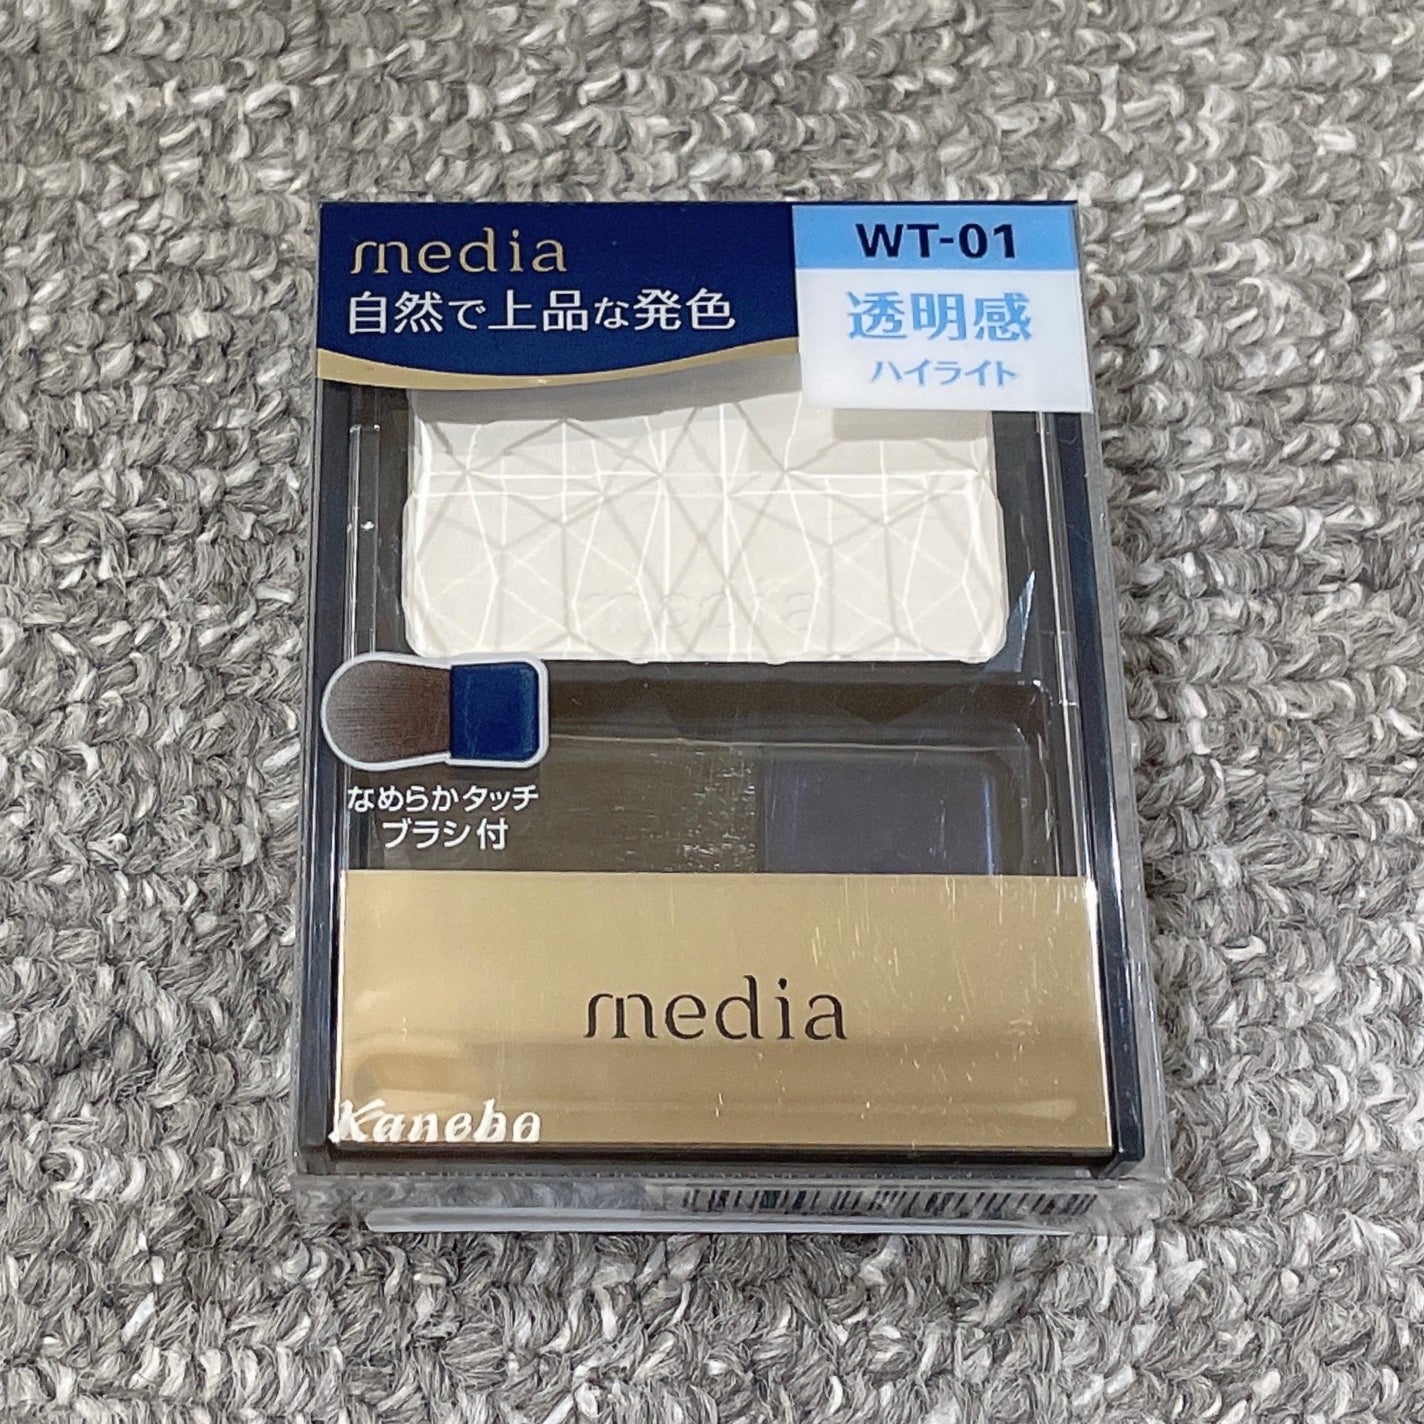 media
自然で上品な発色
WT-01
透明感
ハイライト
media
なめらかタッチ
ブラシ付
media
Kanebo